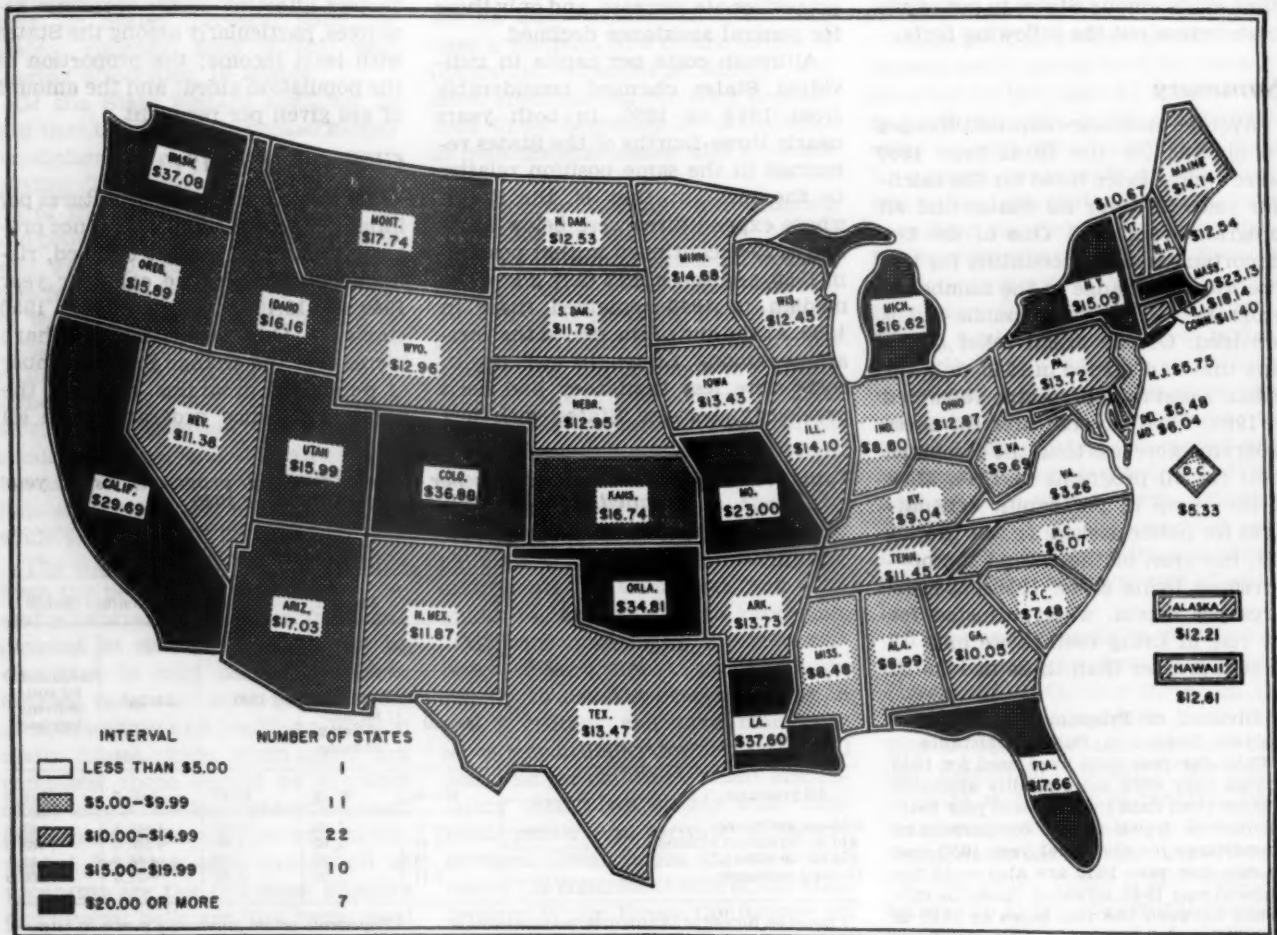 WASH.
$37.08
MONT.
$17.74
N. DAK.
$12.53
MINN.
$14.68
MAINE
$14.14
$10.67
VT.
N.H.
$12.54
OREG.
$15.89
IDAHO
$16.16
S. DAK.
$11.79
WIS.
$12.45
MICH.
$16.62
N.Y.
$15.09
MASS.
$23.13
R.I. $18.14
CONN. $11.40
WYO.
$12.96
IOWA
$13.43
PA.
$13.72
N.J. $5.75
NEV.
$11.38
NEBR.
$12.95
ILL.
$14.10
IND.
$8.80
OHIO
$12.87
DEL. $5.48
MD. $6.04
UTAH
$15.99
COLO.
$36.88
W. VA.
$9.69
VA.
$3.26
D.C.
$5.33
CALIF.
$29.69
KANS.
$16.74
MO.
$23.00
KY.
$9.04
N.C.
$6.07
ARIZ.
$17.03
N. MEX.
$11.87
OKLA.
$34.81
ARK.
$13.73
TENN.
$11.45
S.C.
$7.48
MISS.
$8.48
ALA.
$8.99
GA.
$10.05
ALASKA
$12.21
HAWAII
$12.61
TEX.
$13.47
LA.
$37.60
FLA.
$17.66
INTERVAL NUMBER OF STATES
LESS THAN $5.00 1
$5.00-$9.99 11
$10.00-$14.99 22
$15.00-$19.99 10
$20.00 OR MORE 7